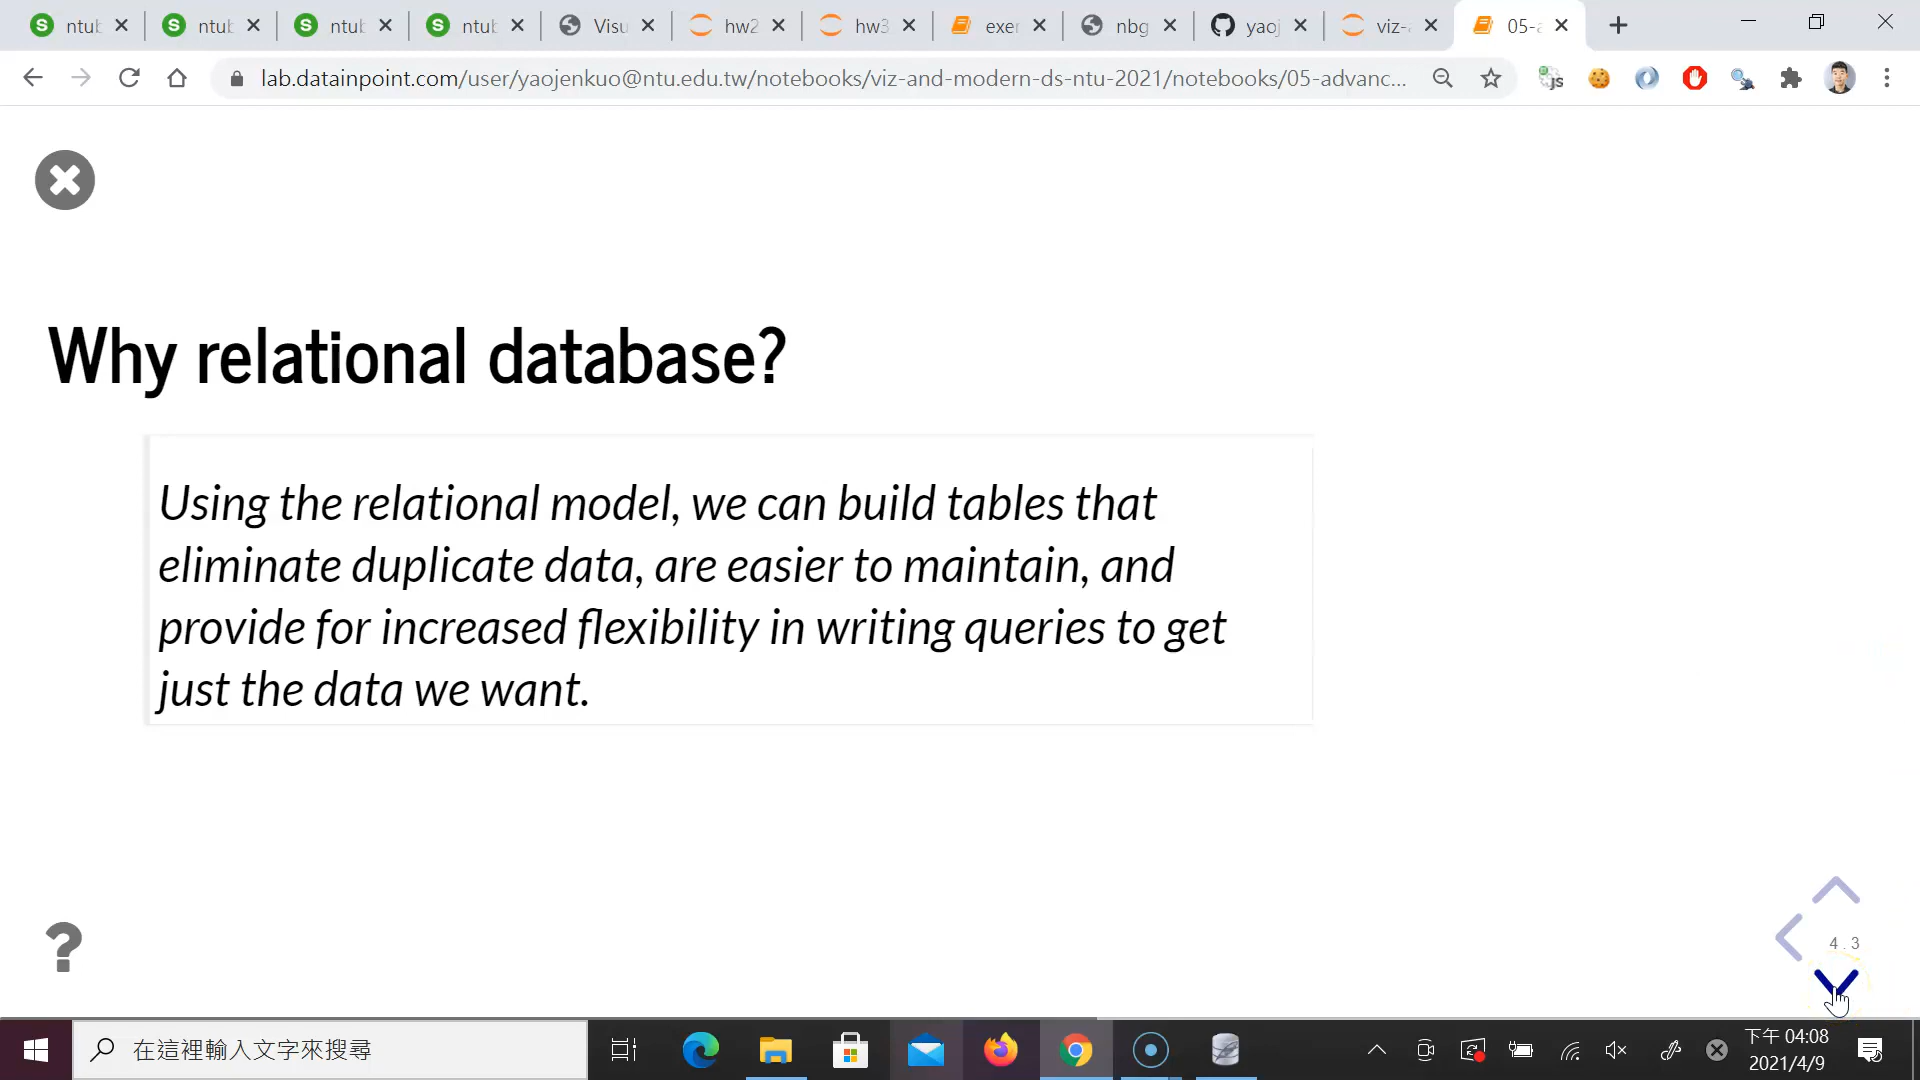 ntub
ntub
ntub
ntub
Visu
hw2
hw3
exer
nbg
yaoj
viz-a
05-a
lab.datainpoint.com/user/yaojenkuo@ntu.edu.tw/notebooks/viz-and-modern-ds-ntu-2021/notebooks/05-advanc...
JS
Why relational database?
Using the relational model, we can build tables that
eliminate duplicate data, are easier to maintain, and
provide for increased flexibility in writing queries to get
just the data we want.
?
4.3
在這裡輸入文字來搜尋
下午 04:08
2021/4/9